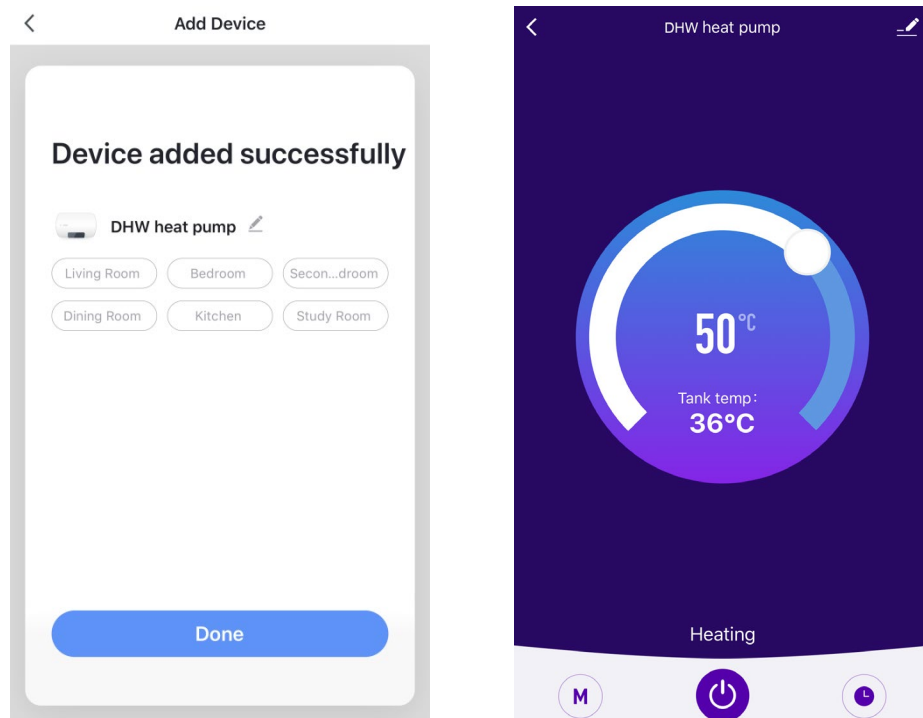 Add Device
Device added successfully
DHW heat pump
Living Room
Bedroom
Secon...droom
Dining Room
Kitchen
Study Room
Done
DHW heat pump
50°C
Tank temp:
36°C
Heating
M